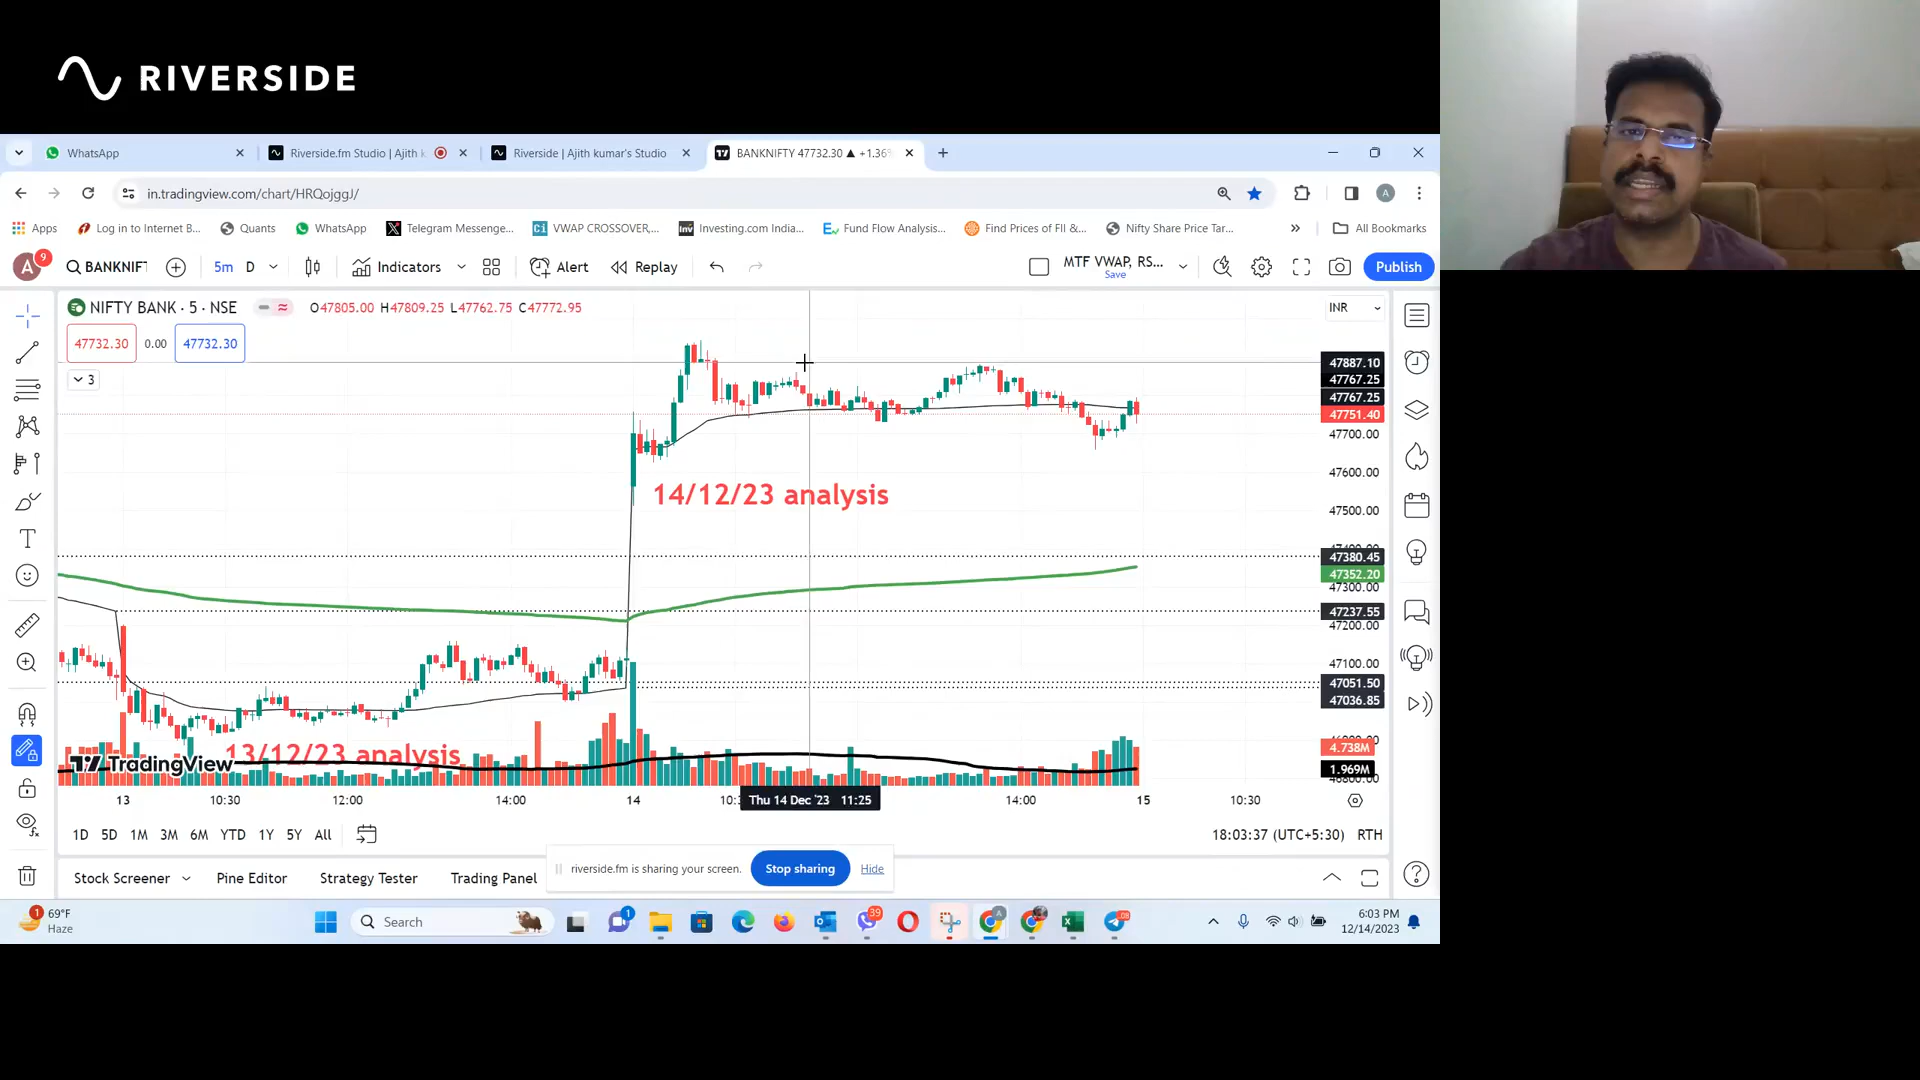 RIVERSIDE
WhatsApp
Riverside.fm Studio | Ajith k
Riverside | Ajith kumar's Studio
BANKNIFTY 47732.30 ▲ +1.36%
in.tradingview.com/chart/HRQojggJ/
Apps
Log in to Internet B...
Quants
WhatsApp
Telegram Messenge...
VWAP CROSSOVER,...
Investing.com India...
Fund Flow Analysis...
Find Prices of FII &...
Nifty Share Price Tar...
All Bookmarks
A 9
BANKNIFT
5m
D
Indicators
Alert
Replay
MTF VWAP, RS...
Save
Publish
NIFTY BANK · 5 · NSE
O47805.00 H47809.25 L47762.75 C47772.95
INR
47732.30
0.00
47732.30
3
47887.10
47767.25
47767.25
47751.40
47700.00
47600.00
47500.00
47380.45
47352.20
47300.00
47237.55
47200.00
47100.00
47051.50
47036.85
4.738M
1.969M
14/12/23 analysis
13/12/23 analysis
TradingView
13
10:30
12:00
14:00
14
Thu 14 Dec '23 11:25
14:00
15
10:30
1D 5D 1M 3M 6M YTD 1Y 5Y All
18:03:37 (UTC+5:30) RTH
riverside.fm is sharing your screen.
Stop sharing
Hide
Stock Screener
Pine Editor
Strategy Tester
Trading Panel
69°F
Haze
Search
6:03 PM
12/14/2023